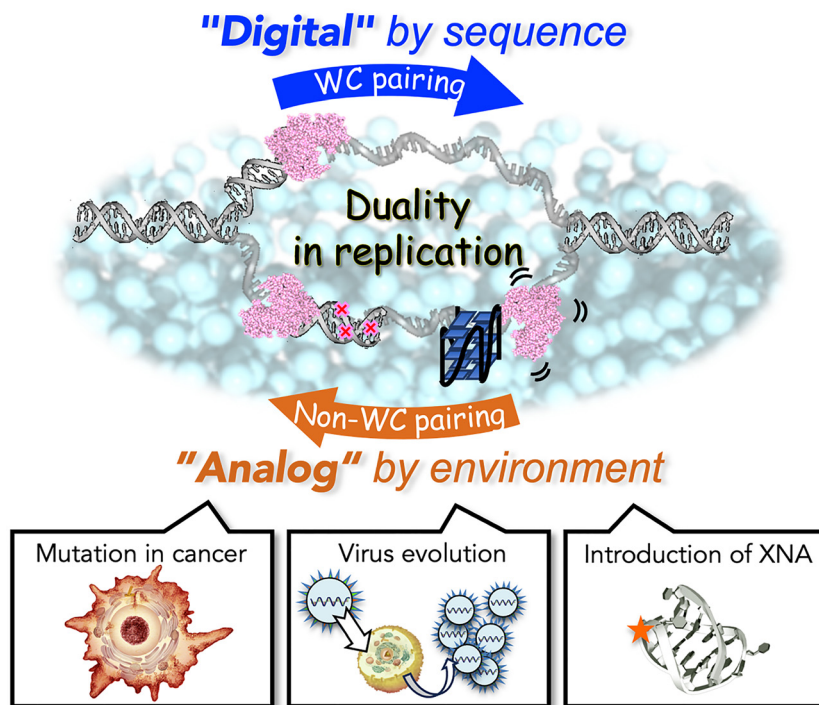 "Digital" by sequence
WC pairing
Duality
in replication
Non-WC pairing
"Analog" by environment
Mutation in cancer
Virus evolution
Introduction of XNA